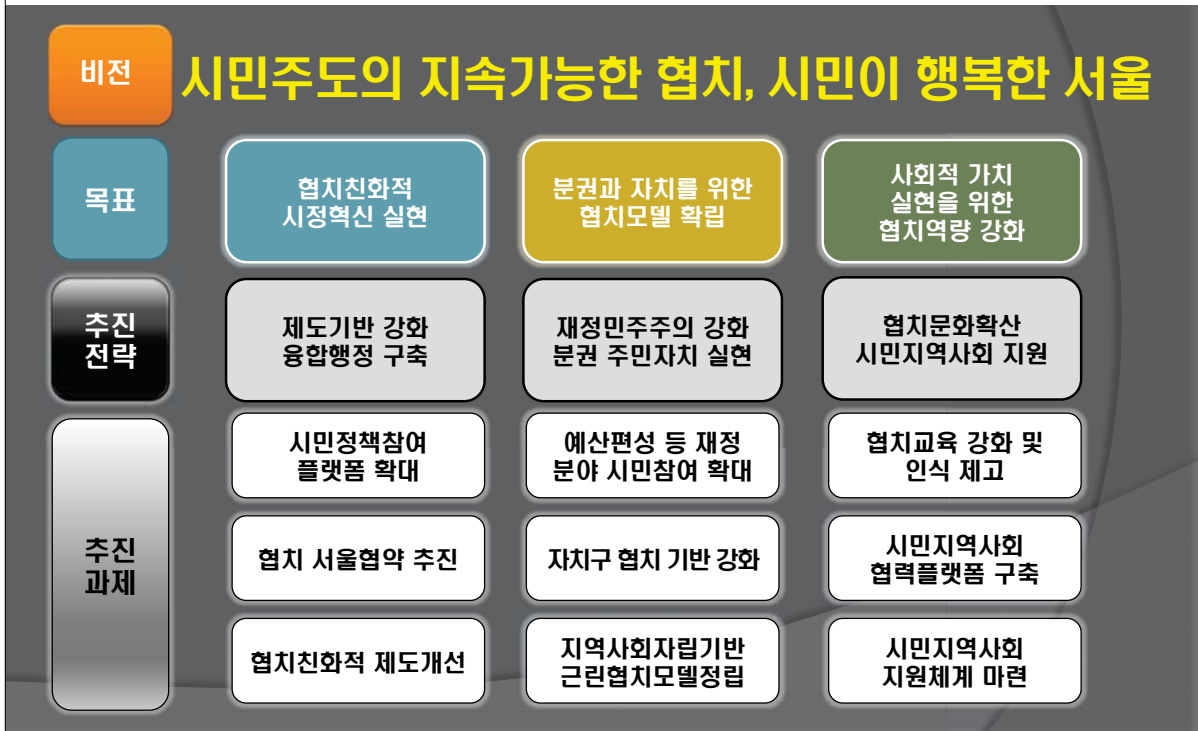 비전
시민주도의 지속가능한 협치, 시민이 행복한 서울
목표
협치친화적
시정혁신 실현
분권과 자치를 위한
협치모델 확립
사회적 가치
실현을 위한
협치역량 강화
추진
전략
제도기반 강화
융합행정 구축
재정민주주의 강화
분권 주민자치 실현
협치문화확산
시민지역사회 지원
추진
과제
시민정책참여
플랫폼 확대
예산편성 등 재정
분야 시민참여 확대
협치교육 강화 및
인식 제고
협치 서울협약 추진
자치구 협치 기반 강화
시민지역사회
협력플랫폼 구축
협치친화적 제도개선
지역사회자립기반
근린협치모델정립
시민지역사회
지원체계 마련